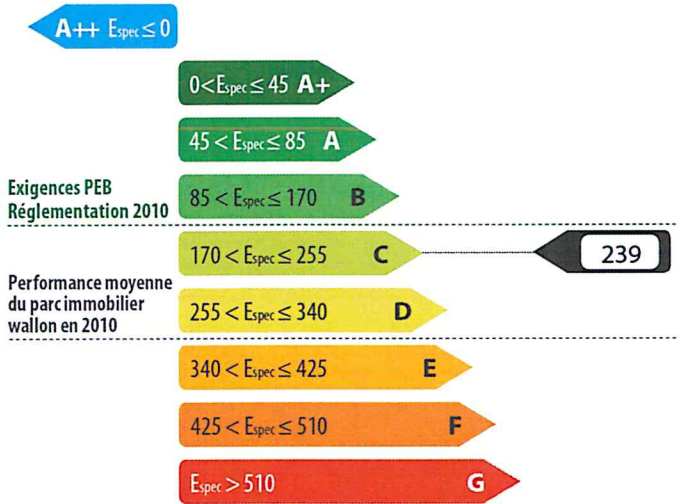 A++ Espec ≤ 0
0<Espec ≤ 45 A+
45 < Espec ≤ 85 A
Exigences PEB
Réglementation 2010
85 < Espec ≤ 170 B
170 < Espec ≤ 255 C
239
Performance moyenne
du parc immobilier
wallon en 2010
255 < Espec ≤ 340 D
340 < Espec ≤ 425 E
425 < Espec ≤ 510 F
Espec > 510 G